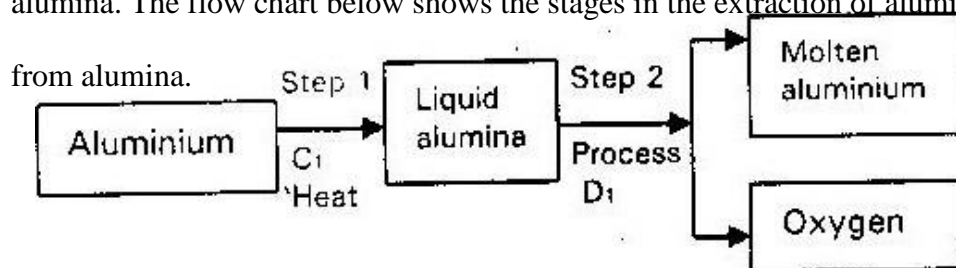 alumina. The flow chart below shows the stages in the extraction of alumi
from alumina.
Step 1
C₁
Heat
Aluminium
Liquid
alumina
Step 2
Process
D₁
Molten
aluminium
Oxygen